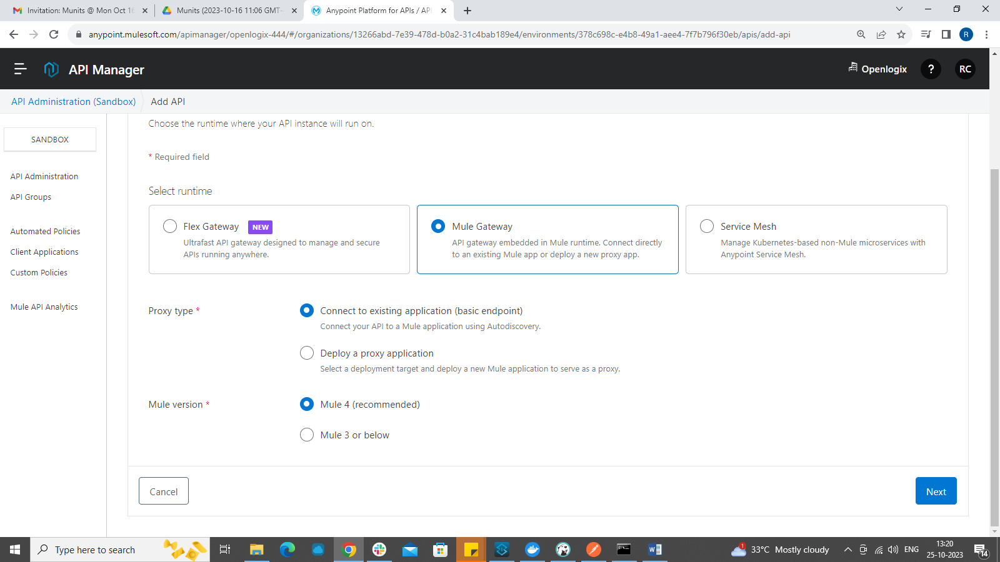 Invitation: Munits @ Mon Oct 16
Munits (2023-10-16 11:06 GMT-
Anypoint Platform for APIs / API
anypoint.mulesoft.com/apimanager/openlogix-444/#/organizations/13266abd-7e39-478d-b0a2-31c4bab189e4/environments/378c698c-e4b8-49a1-aee4-7f7b796f30eb/apis/add-api
R
API Manager
Openlogix
?
RC
API Administration (Sandbox)
Add API
SANDBOX
API Administration
API Groups
Automated Policies
Client Applications
Custom Policies
Mule API Analytics
Choose the runtime where your API instance will run on.
* Required field
Select runtime
Flex Gateway NEW
Ultrafast API gateway designed to manage and secure
APIs running anywhere.
Mule Gateway
API gateway embedded in Mule runtime. Connect directly
to an existing Mule app or deploy a new proxy app.
Service Mesh
Manage Kubernetes-based non-Mule microservices with
Anypoint Service Mesh.
Proxy type *
Connect to existing application (basic endpoint)
Connect your API to a Mule application using Autodiscovery.
Deploy a proxy application
Select a deployment target and deploy a new Mule application to serve as a proxy.
Mule version *
Mule 4 (recommended)
Mule 3 or below
Cancel
Next
Type here to search
1
33°C Mostly cloudy
ENG
13:20
25-10-2023
14